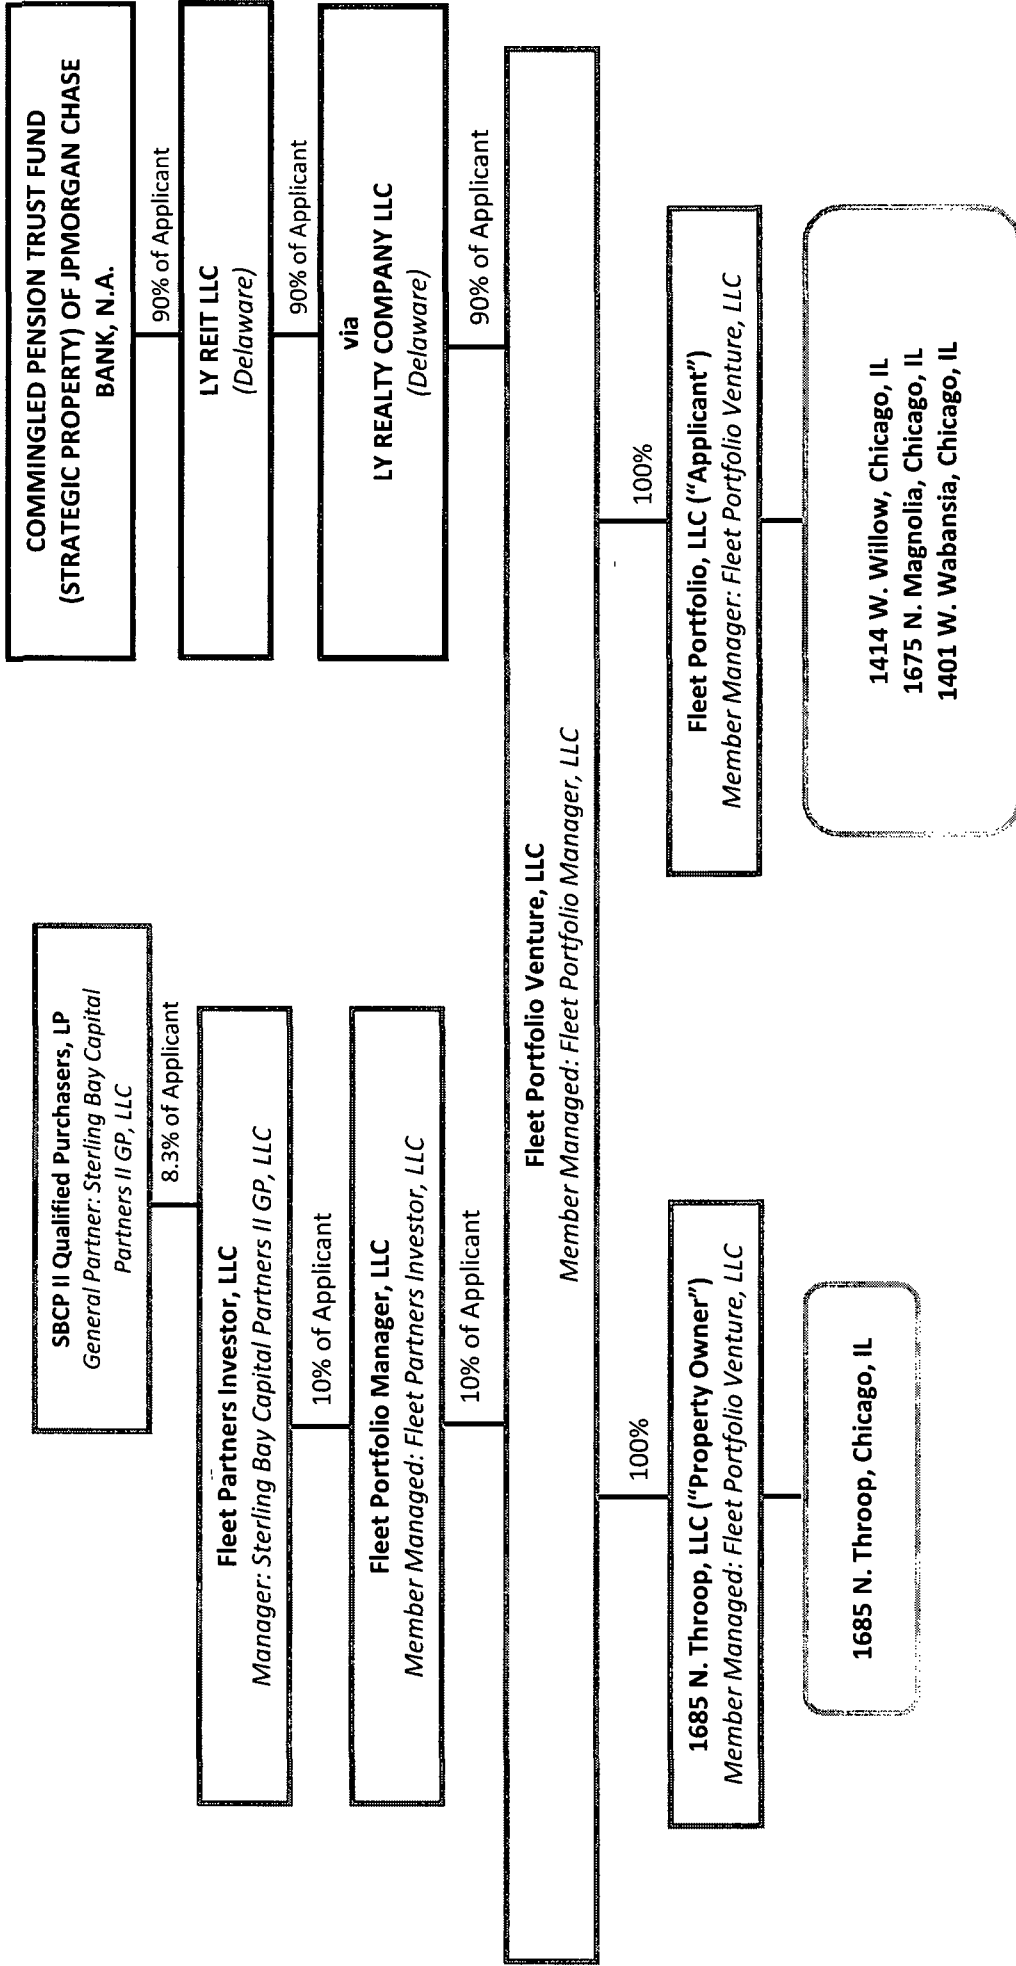 SBCP II Qualified Purchasers, LP
General Partner: Sterling Bay Capital
Partners II GP, LLC
8.3% of Applicant
Fleet Partners Investor, LLC
Manager: Sterling Bay Capital Partners II GP, LLC
10% of Applicant
Fleet Portfolio Manager, LLC
Member Managed: Fleet Partners Investor, LLC
10% of Applicant
COMMINGLED PENSION TRUST FUND
(STRATEGIC PROPERTY) OF JPMORGAN CHASE
BANK, N.A.
90% of Applicant
LY REIT LLC
(Delaware)
90% of Applicant
via
LY REALTY COMPANY LLC
(Delaware)
90% of Applicant
Fleet Portfolio Venture, LLC
Member Managed: Fleet Portfolio Manager, LLC
100%
1685 N. Throop, LLC (“Property Owner”)
Member Managed: Fleet Portfolio Venture, LLC
1685 N. Throop, Chicago, IL
100%
Fleet Portfolio, LLC (“Applicant”)
Member Manager: Fleet Portfolio Venture, LLC
1414 W. Willow, Chicago, IL
1675 N. Magnolia, Chicago, IL
1401 W. Wabansia, Chicago, IL